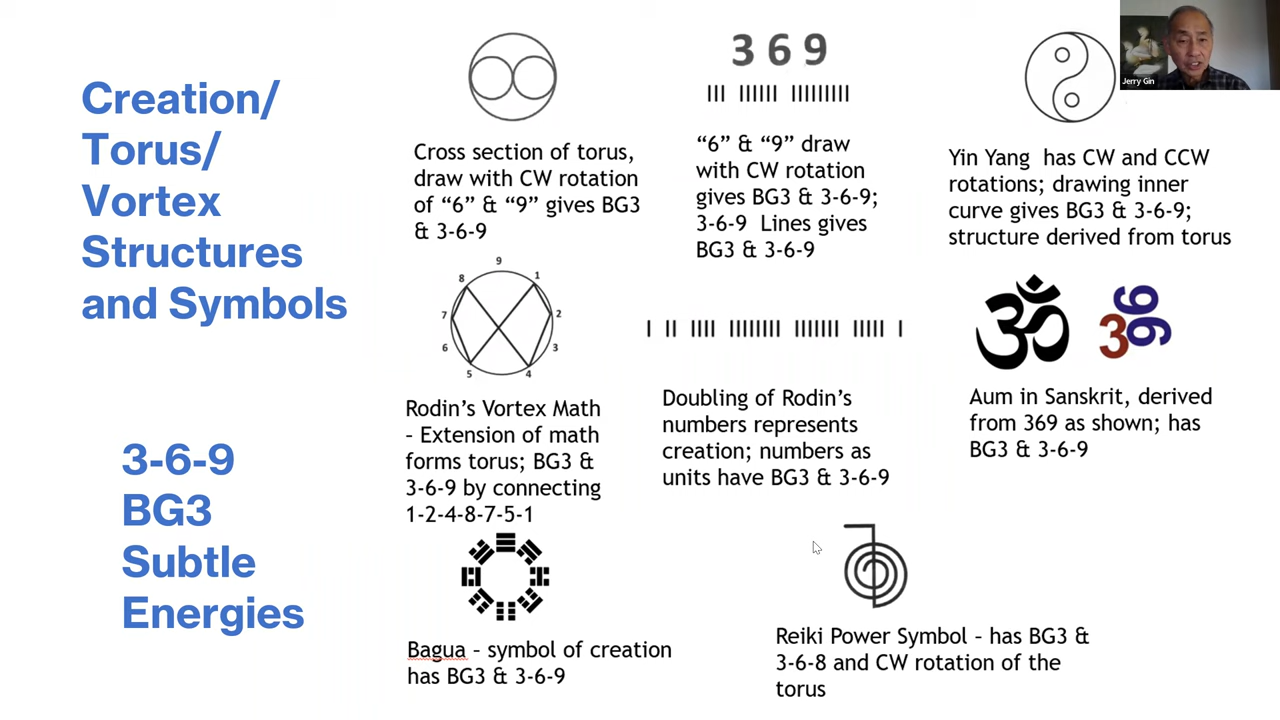 Creation/
Torus/
Vortex
Structures
and Symbols
3-6-9
BG3
Subtle
Energies
Cross section of torus,
draw with CW rotation
of “6” & “9” gives BG3
& 3-6-9
3 6 9
“6” & “9” draw
with CW rotation
gives BG3 & 3-6-9;
3-6-9 Lines gives
BG3 & 3-6-9
Jerry Gin
Yin Yang has CW and CCW
rotations; drawing inner
curve gives BG3 & 3-6-9;
structure derived from torus
9
8 1
7 2
6 3
5 4
Rodin’s Vortex Math
– Extension of math
forms torus; BG3 &
3-6-9 by connecting
1-2-4-8-7-5-1
Doubling of Rodin’s
numbers represents
creation; numbers as
units have BG3 & 3-6-9
ॐ
3 6 9
Aum in Sanskrit, derived
from 369 as shown; has
BG3 & 3-6-9
Bagua – symbol of creation
has BG3 & 3-6-9
Reiki Power Symbol – has BG3 &
3-6-8 and CW rotation of the
torus